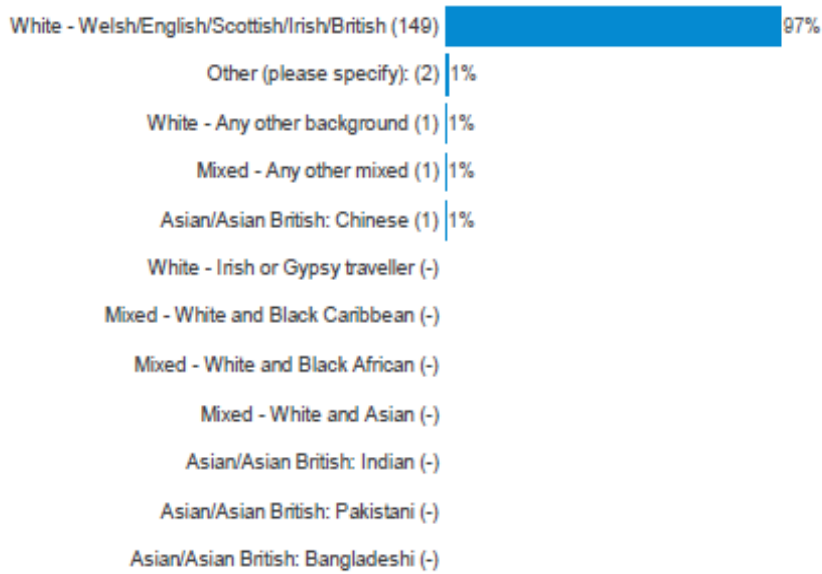 White - Welsh/English/Scottish/Irish/British (149) 97%
Other (please specify): (2) 1%
White - Any other background (1) 1%
Mixed - Any other mixed (1) 1%
Asian/Asian British: Chinese (1) 1%
White - Irish or Gypsy traveller (-)
Mixed - White and Black Caribbean (-)
Mixed - White and Black African (-)
Mixed - White and Asian (-)
Asian/Asian British: Indian (-)
Asian/Asian British: Pakistani (-)
Asian/Asian British: Bangladeshi (-)